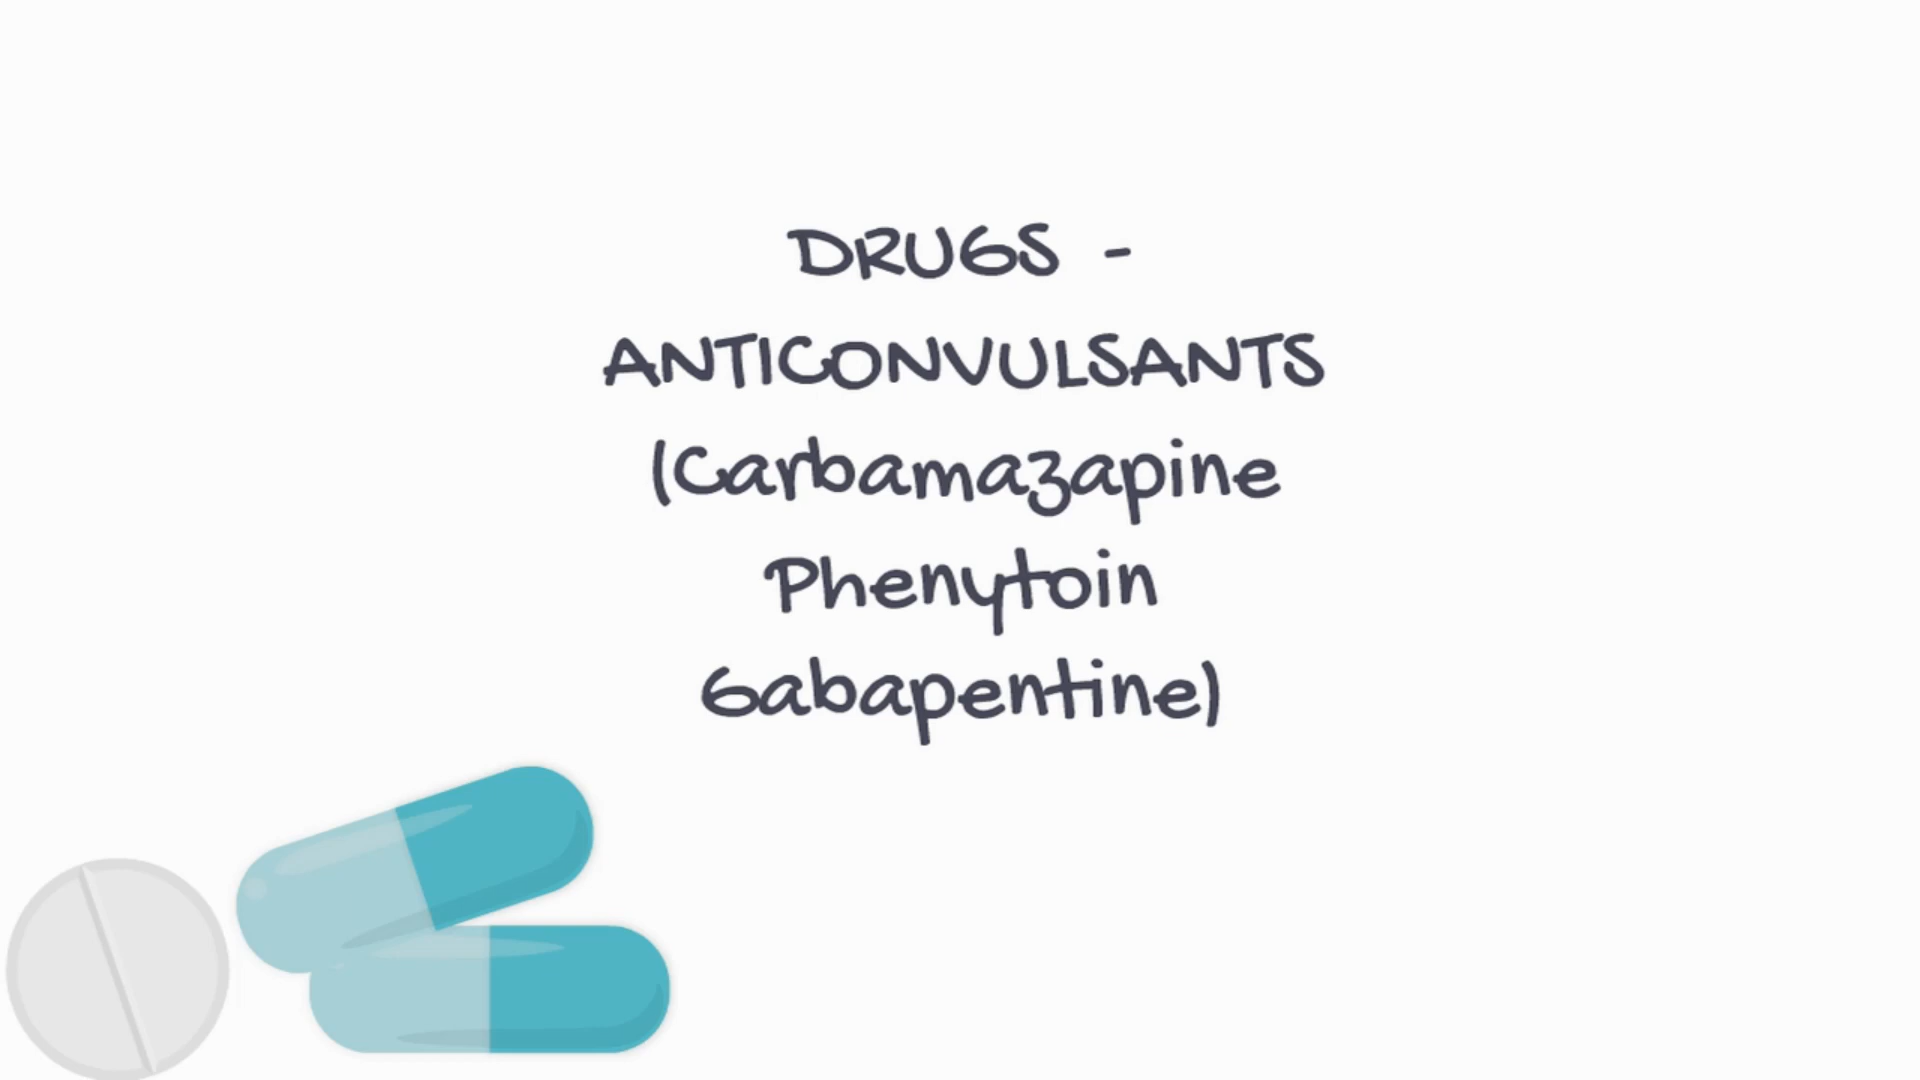 DRUGS -
ANTICONVULSANTS
(Carbamazapine
Phenytoin
Gabapentine)